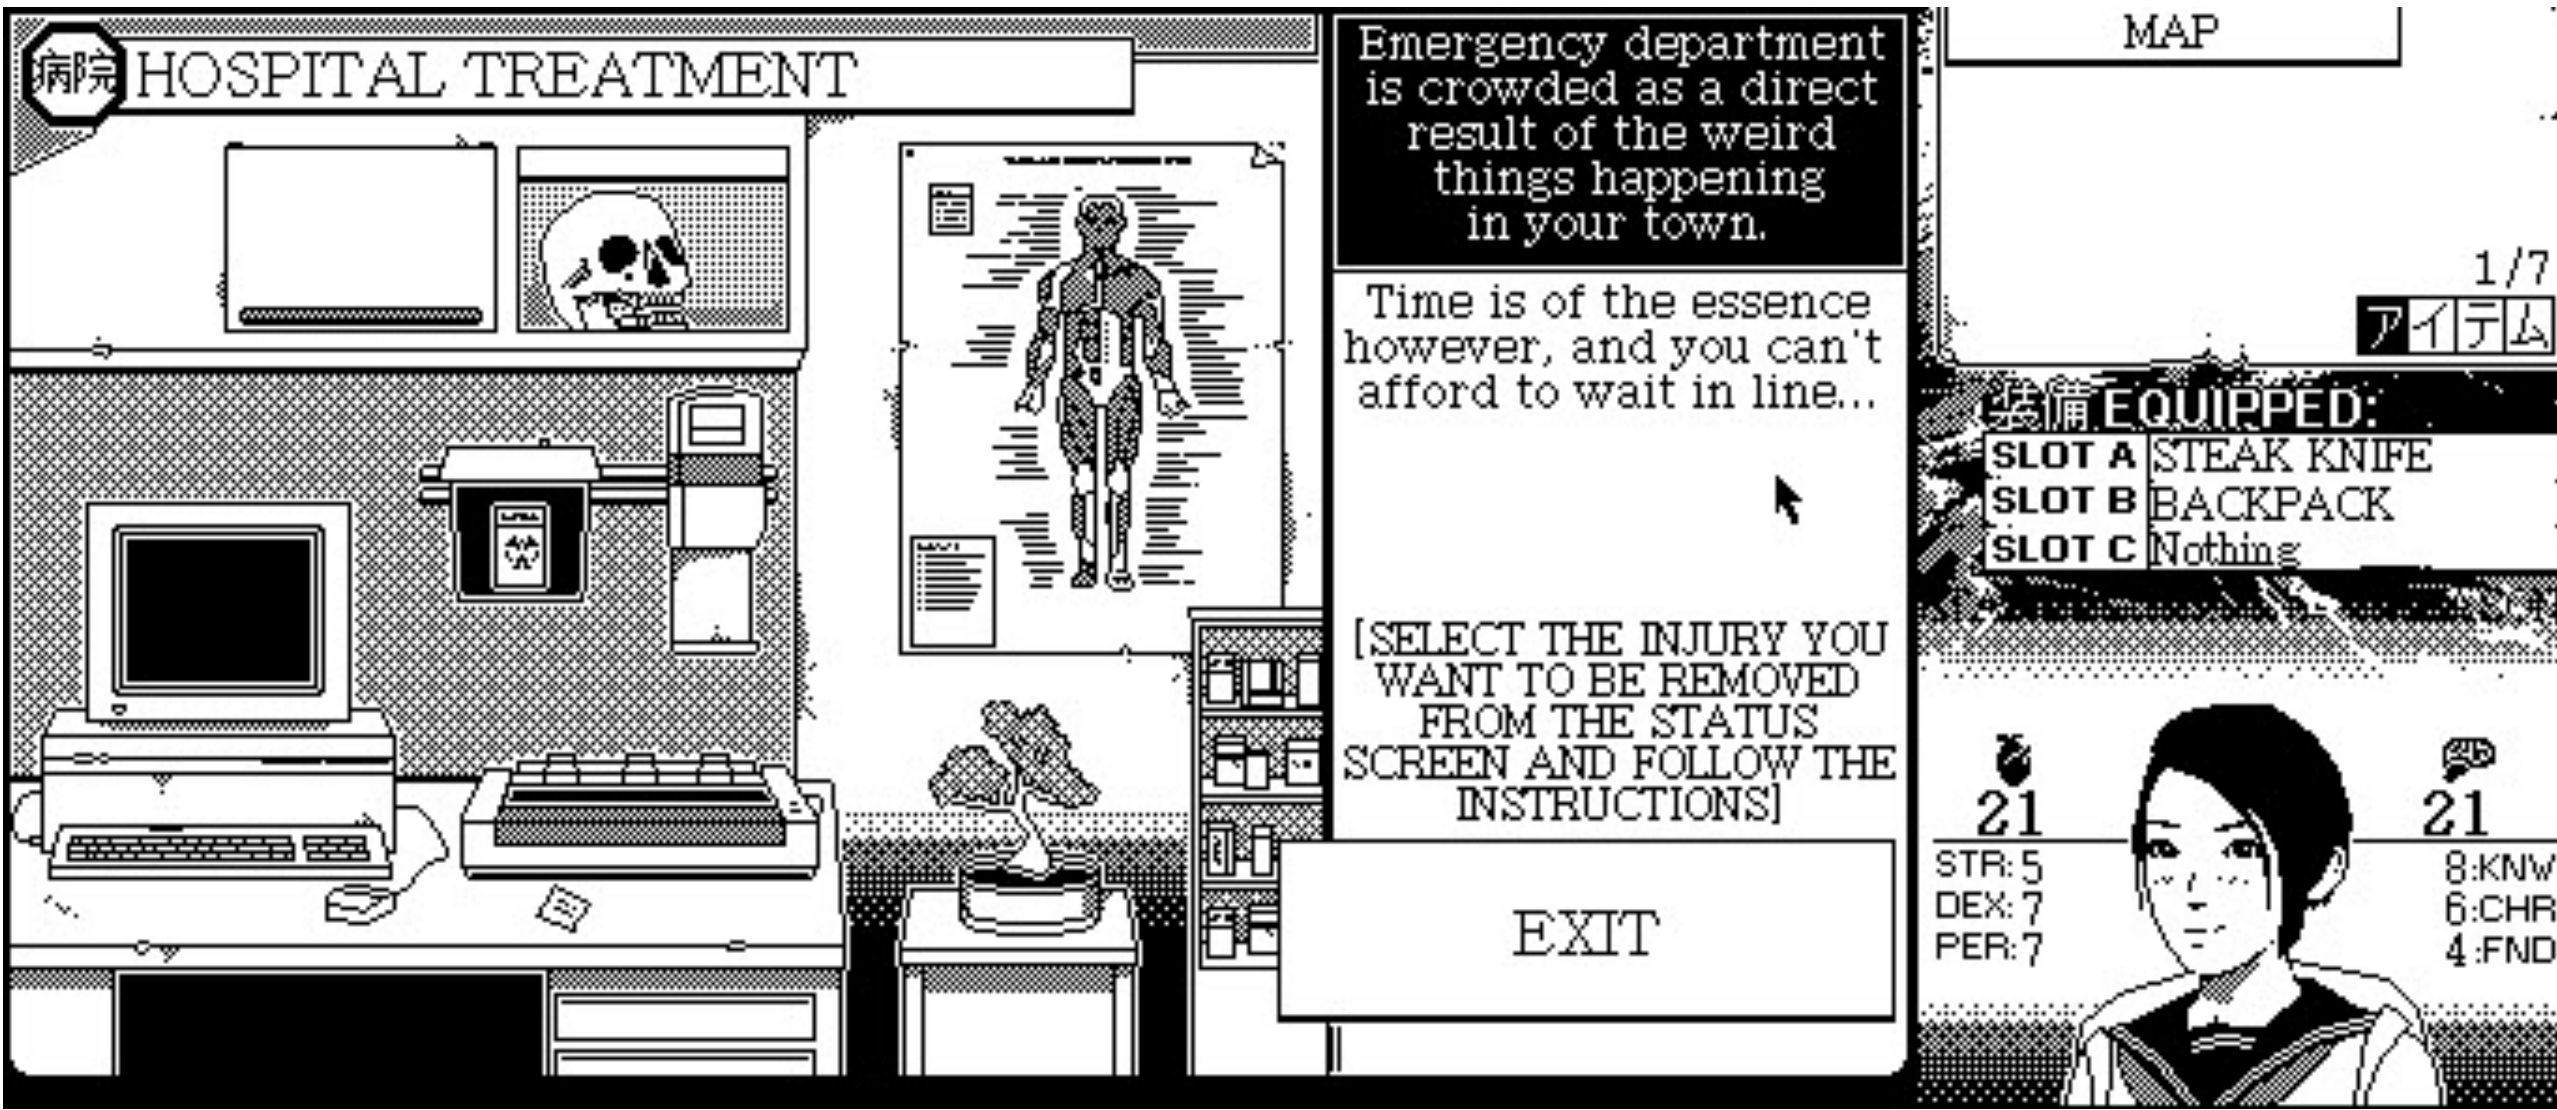 病院 HOSPITAL TREATMENT
Emergency department
is crowded as a direct
result of the weird
things happening
in your town.
Time is of the essence
however, and you can't
afford to wait in line...
[SELECT THE INJURY YOU
WANT TO BE REMOVED
FROM THE STATUS
SCREEN AND FOLLOW THE
INSTRUCTIONS]
EXIT
MAP
1/7
アイテム
装備 EQUIPPED:
SLOT A STEAK KNIFE
SLOT B BACKPACK
SLOT C Nothing
21
21
STR: 5
DEX: 7
PER: 7
8:KNW
6:CHR
4:FND